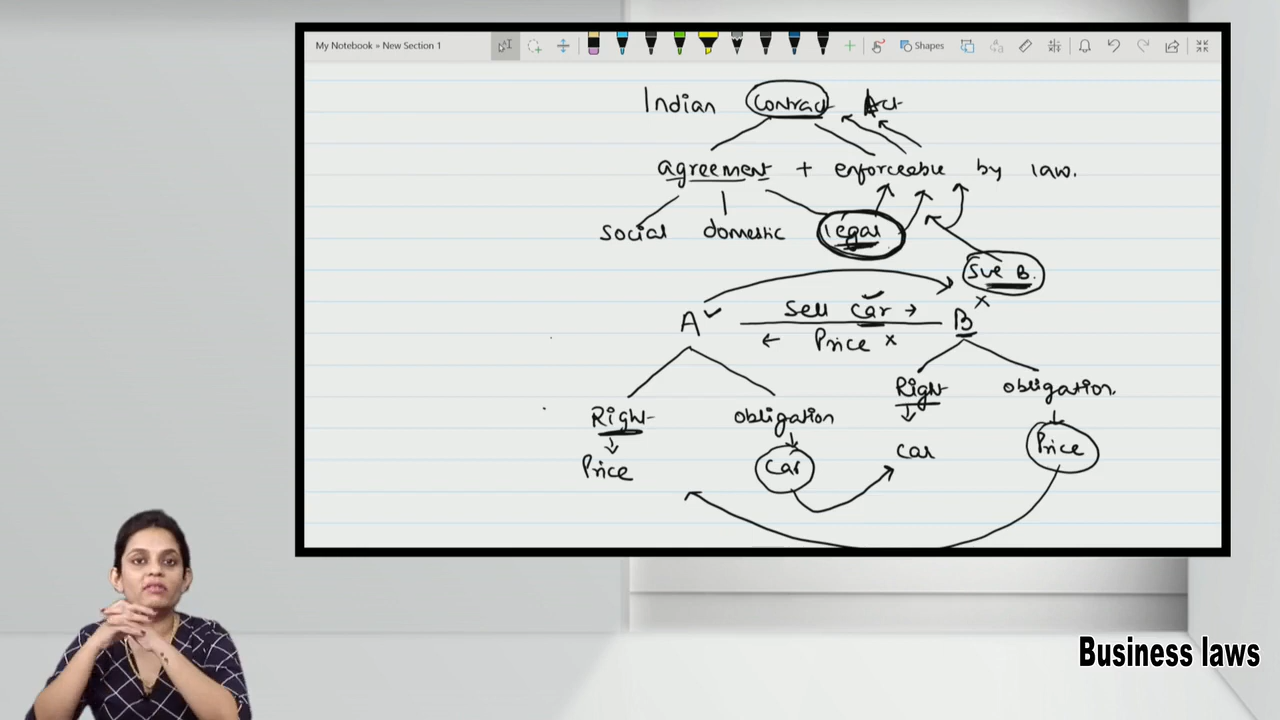 My Notebook » New Section 1
Shapes
Indian Contract Act
agreement + enforceable by law.
Social domestic legal
Sue B.
A Sell car → B
← Price x
Right obligation.
Right obligation
Price Car Car Price
Business laws